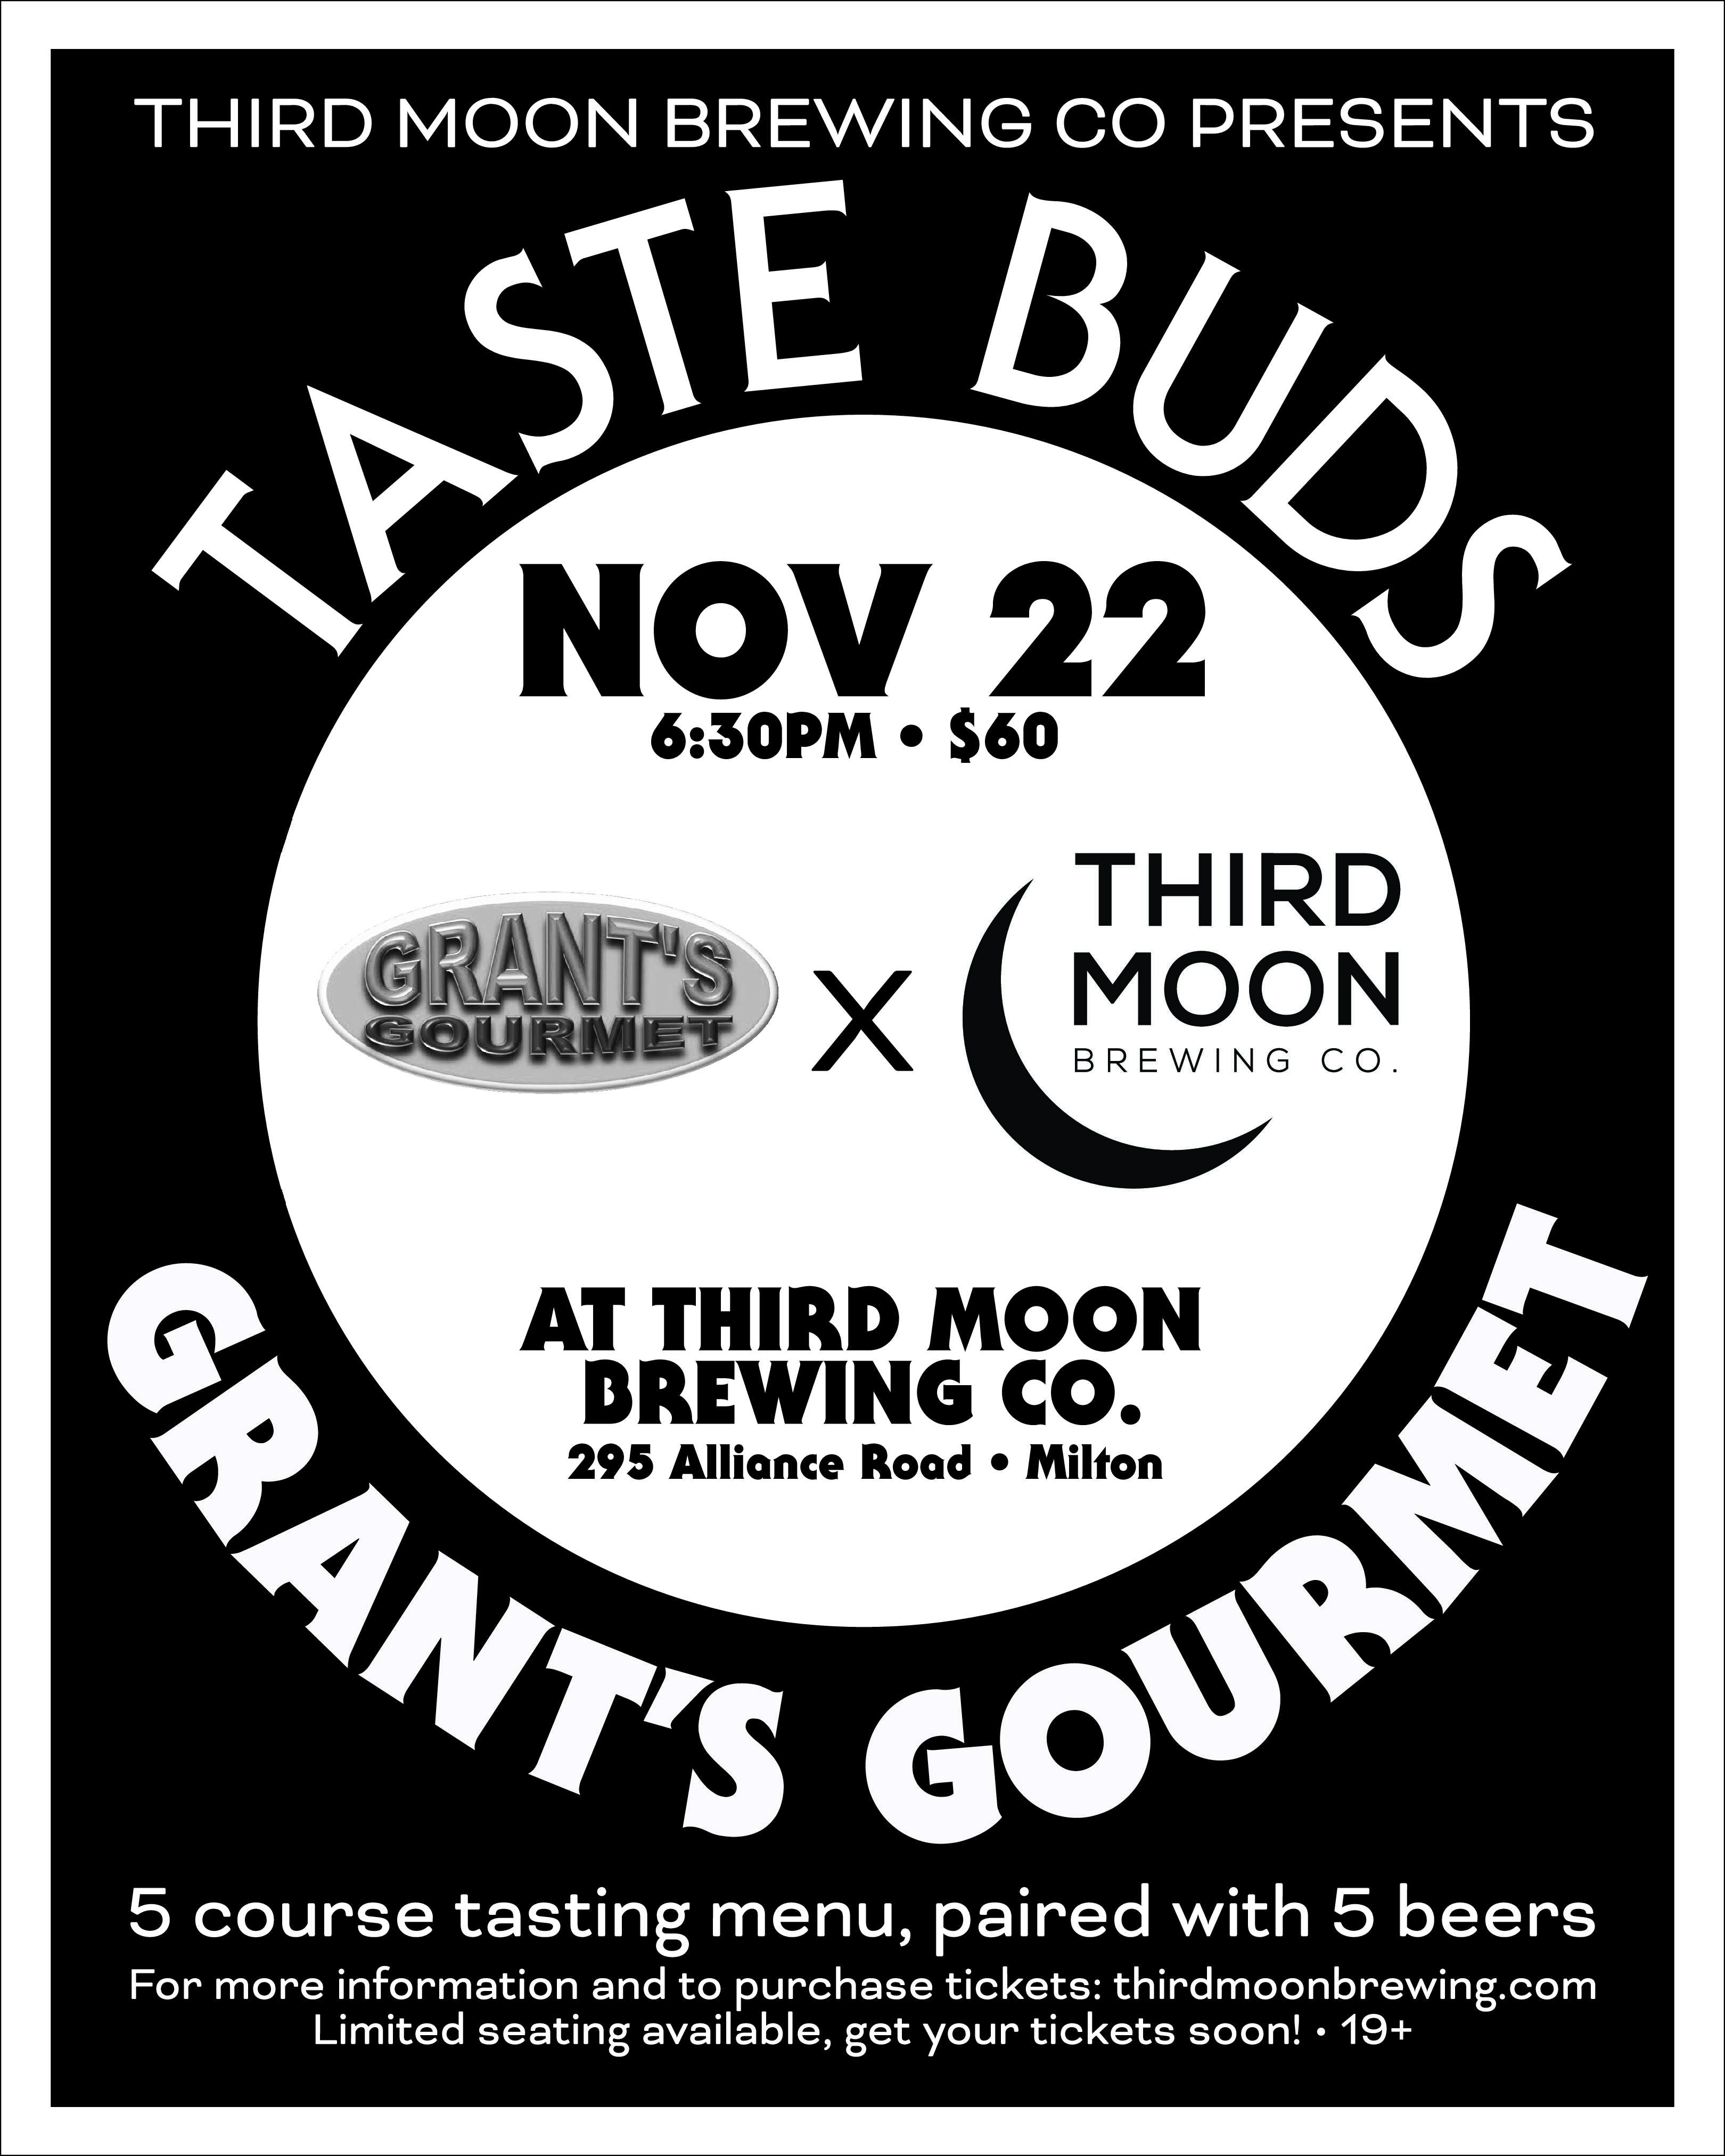 THIRD MOON BREWING CO PRESENTS
TASTE BUDS
NOV 22
6:30PM • $60
GRANT'S
GOURMET
X
THIRD
MOON
BREWING CO.
AT THIRD MOON
BREWING CO.
295 Alliance Road • Milton
GRANT'S GOURMET
5 course tasting menu, paired with 5 beers
For more information and to purchase tickets: thirdmoonbrewing.com
Limited seating available, get your tickets soon! • 19+